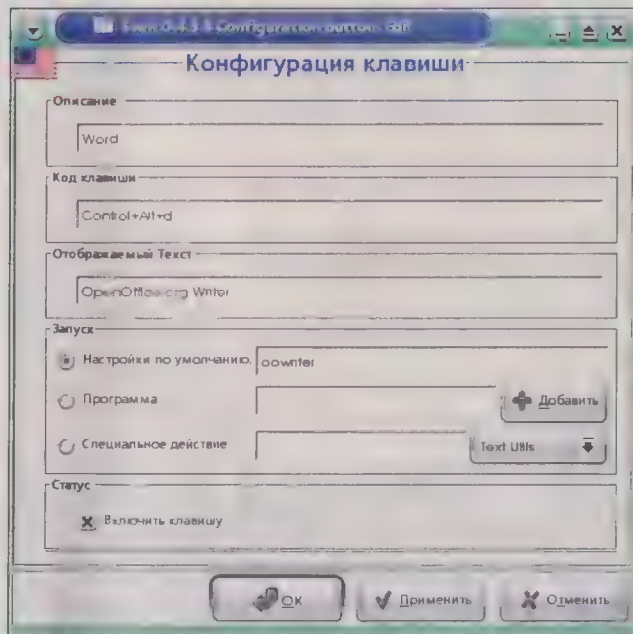 Конфигурация клавиши
Описание
Word
Код клавиши
Control+Alt+d
Отображаемый Текст
OpenOffice.org Writer
Запуск
Настройки по умолчанию. oowriter
Программа
Добавить
Специальное действие
Text Utils
Статус
Включить клавишу
OK
Применить
Отменить